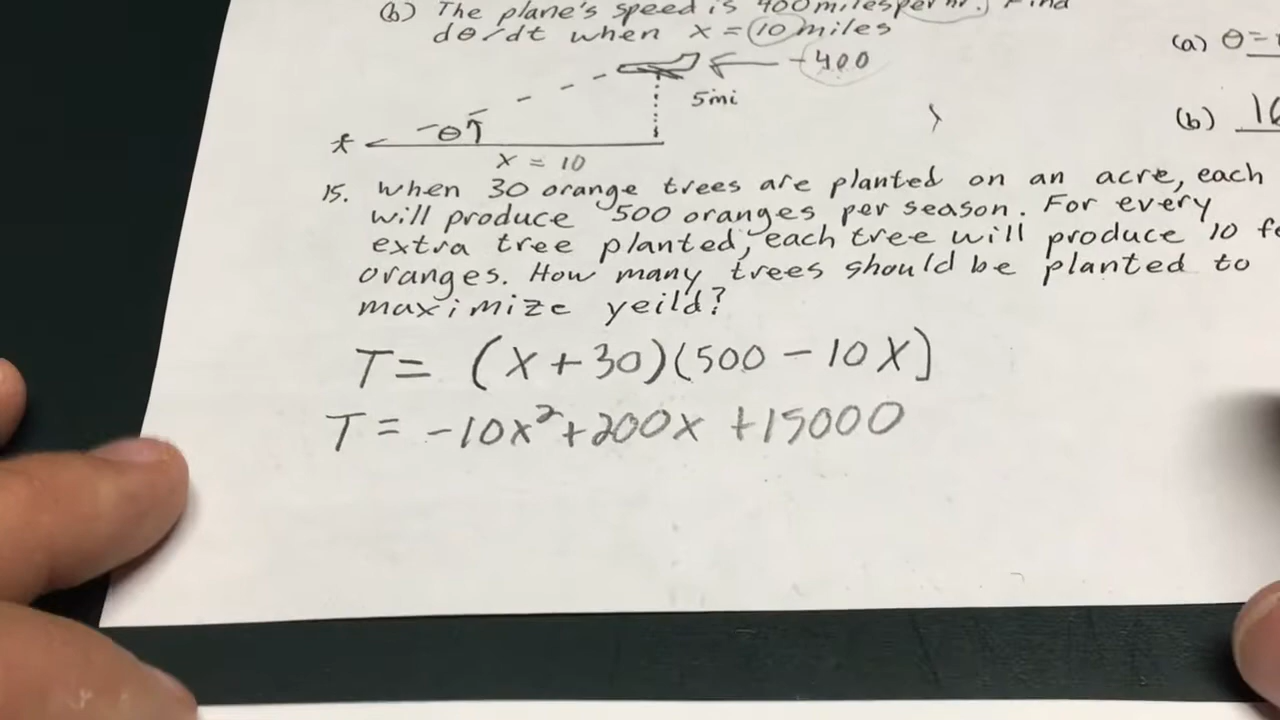 (b) The plane's speed is 400 miles per hr. Find
dθ/dt when x = 10 miles
(a) θ=
-400
5mi
θ
(b) 16
x = 10
15. When 30 orange trees are planted on an acre, each
will produce 500 oranges per season. For every
extra tree planted, each tree will produce 10 fe
oranges. How many trees should be planted to
maximize yeild?
T= (x+30)(500-10x)
T= -10x²+200x +15000